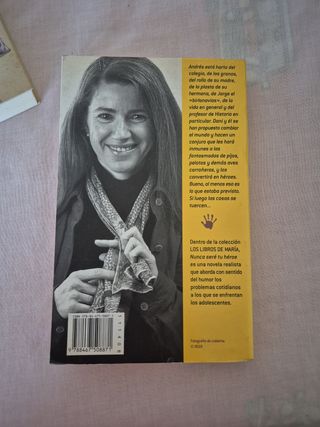 Andrés está harto del
colegio, de los granos,
del rollo de su madre,
de la plasta de su
hermana, de Jorge el
«birlanovias», de la vida
en general y del
profesor de Historia en
particular. Dani y él se
han propuesto cambiar
el mundo y hacen un
conjuro que les hará
inmunes a las
fantasmadas de pijos,
pelotas y demás aves
carroñeras, y los
convertirá en héroes.
Bueno, al menos eso es
lo que estaba previsto.
Si luego las cosas se
tuercen...
Dentro de la colección
LOS LIBROS DE MARÍA,
Nunca seré tu héroe
es una novela realista
que aborda con sentido
del humor los
problemas cotidianos
a los que se enfrentan
los adolescentes.
9 788467 508871